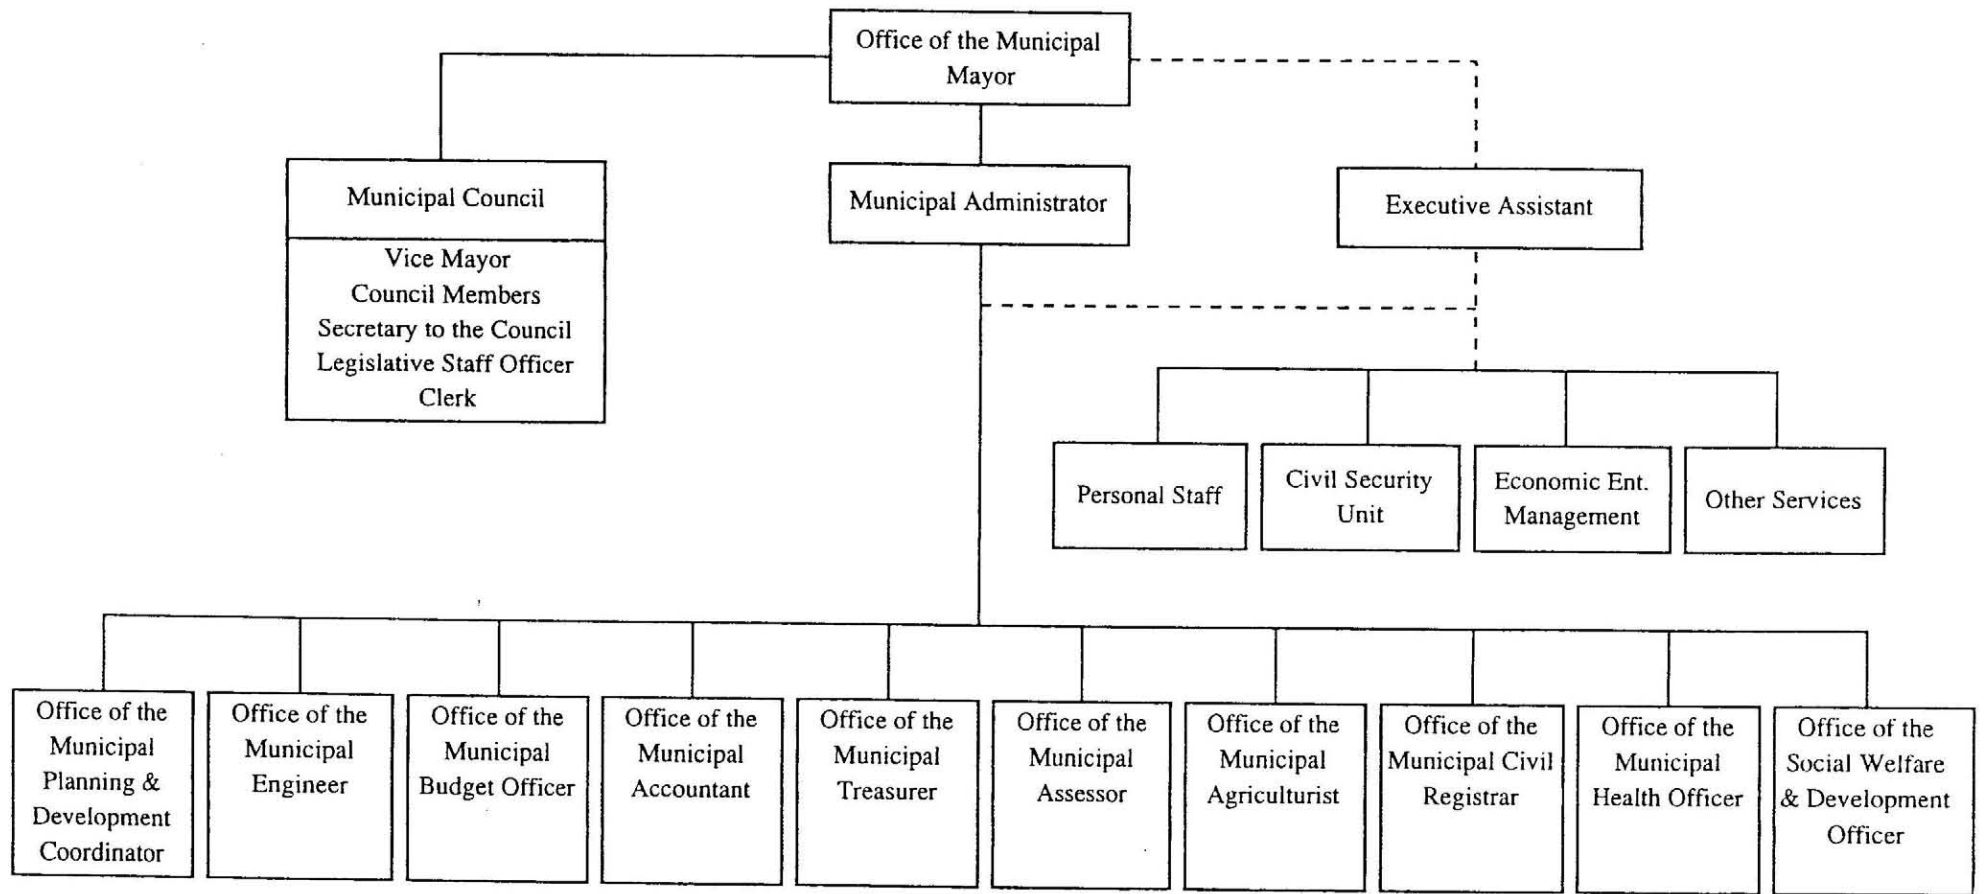 Office of the Municipal
Mayor
Municipal Council
Vice Mayor
Council Members
Secretary to the Council
Legislative Staff Officer
Clerk
Municipal Administrator
Executive Assistant
Personal Staff
Civil Security
Unit
Economic Ent.
Management
Other Services
Office of the
Municipal
Planning &
Development
Coordinator
Office of the
Municipal
Engineer
Office of the
Municipal
Budget Officer
Office of the
Municipal
Accountant
Office of the
Municipal
Treasurer
Office of the
Municipal
Assessor
Office of the
Municipal
Agriculturist
Office of the
Municipal Civil
Registrar
Office of the
Municipal
Health Officer
Office of the
Social Welfare
& Development
Officer